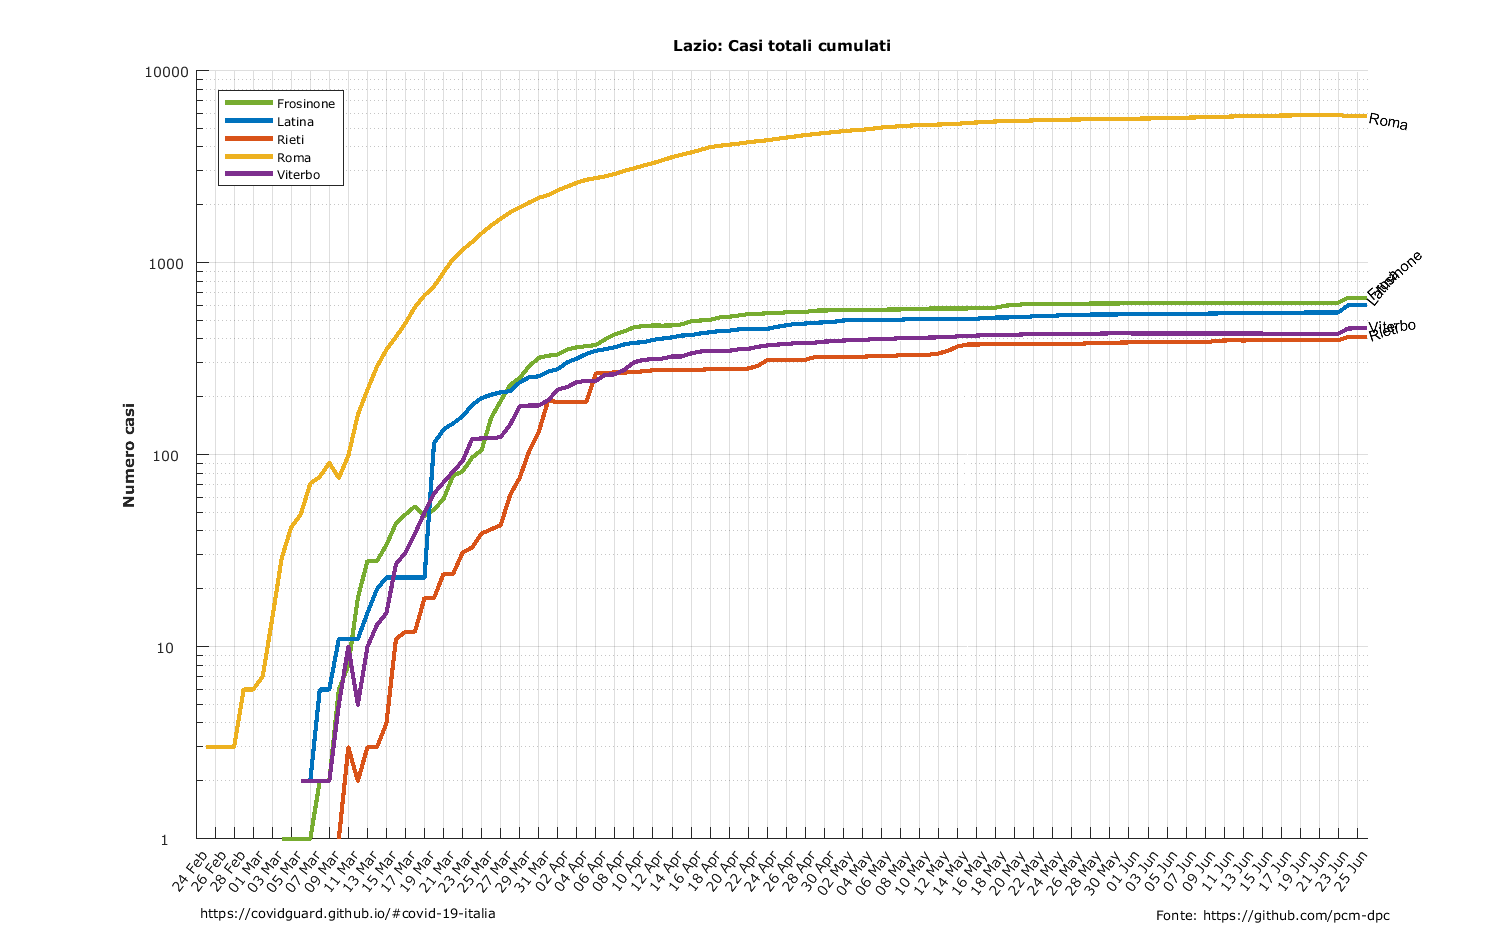 Lazio: Casi totali cumulati
10000
1000
100
10
1
Numero casi
Frosinone
Latina
Rieti
Roma
Viterbo
Roma
Frosinone
Latina
Viterbo
Rieti
24 Feb
26 Feb
28 Feb
01 Mar
03 Mar
05 Mar
07 Mar
09 Mar
11 Mar
13 Mar
15 Mar
17 Mar
19 Mar
21 Mar
23 Mar
25 Mar
27 Mar
29 Mar
31 Mar
02 Apr
04 Apr
06 Apr
08 Apr
10 Apr
12 Apr
14 Apr
16 Apr
18 Apr
20 Apr
22 Apr
24 Apr
26 Apr
28 Apr
30 Apr
02 May
04 May
06 May
08 May
10 May
12 May
14 May
16 May
18 May
20 May
22 May
24 May
26 May
28 May
30 May
01 Jun
03 Jun
05 Jun
07 Jun
09 Jun
11 Jun
13 Jun
15 Jun
17 Jun
19 Jun
21 Jun
23 Jun
25 Jun
https://covidguard.github.io/#covid-19-italia
Fonte: https://github.com/pcm-dpc